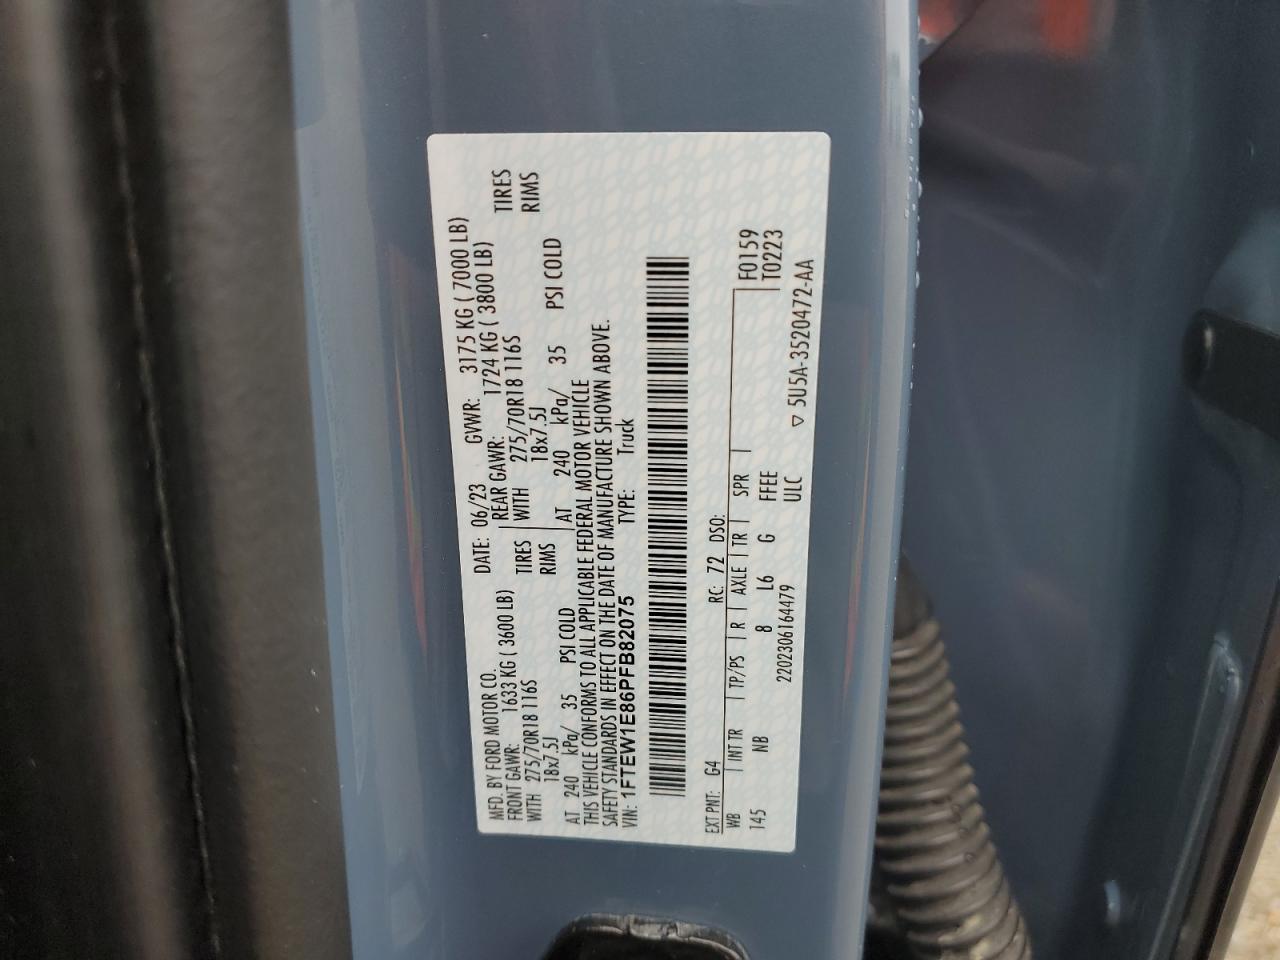 MFD. BY FORD MOTOR CO. DATE: 06/23 GVWR: 3175 KG ( 7000 LB)
FRONT GAWR: 1633 KG ( 3600 LB) REAR GAWR: 1724 KG ( 3800 LB)
WITH 275/70R18 116S TIRES WITH 275/70R18 116S TIRES
18x7.5J RIMS 18x7.5J RIMS
AT 240 kPa/ 35 PSI COLD AT 240 kPa/ 35 PSI COLD
THIS VEHICLE CONFORMS TO ALL APPLICABLE FEDERAL MOTOR VEHICLE
SAFETY STANDARDS IN EFFECT ON THE DATE OF MANUFACTURE SHOWN ABOVE.
VIN: 1FTEW1E86PFB82075 TYPE: Truck
EXT PNT: G4 RC: 72 DSO:
WB INT TR TP/PS R AXLE TR SPR F0159
145 NB 8 L6 G FFEE T0223
2202306164479 ULC
▽ 5U5A-3520472-AA